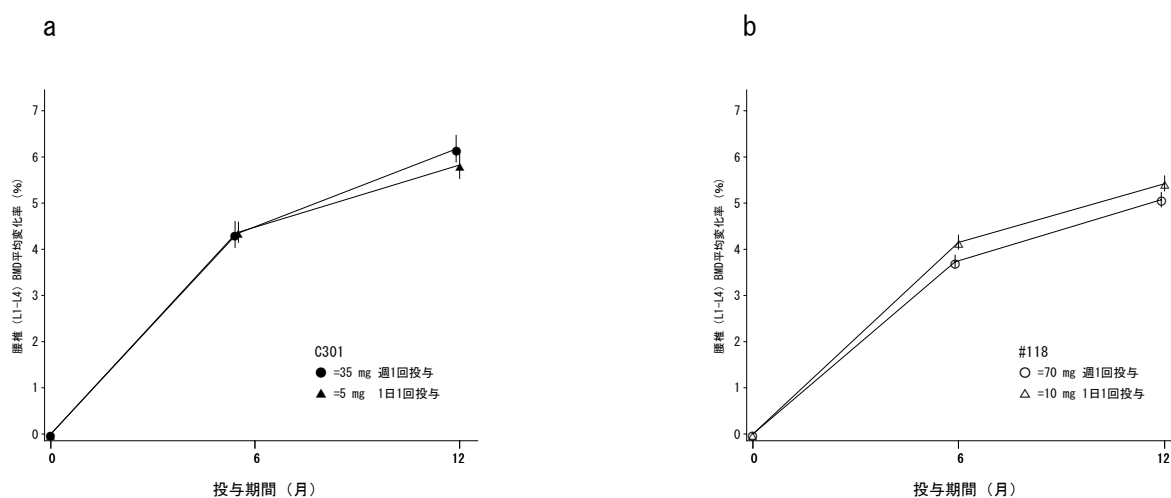 a
腰椎 (L1-L4) BMD平均変化率 (%)
7
6
5
4
3
2
1
0
C301
●=35 mg 週1回投与
▲=5 mg 1日1回投与
0 6 12
投与期間 (月)
b
腰椎 (L1-L4) BMD平均変化率 (%)
7
6
5
4
3
2
1
0
#118
○=70 mg 週1回投与
△=10 mg 1日1回投与
0 6 12
投与期間 (月)